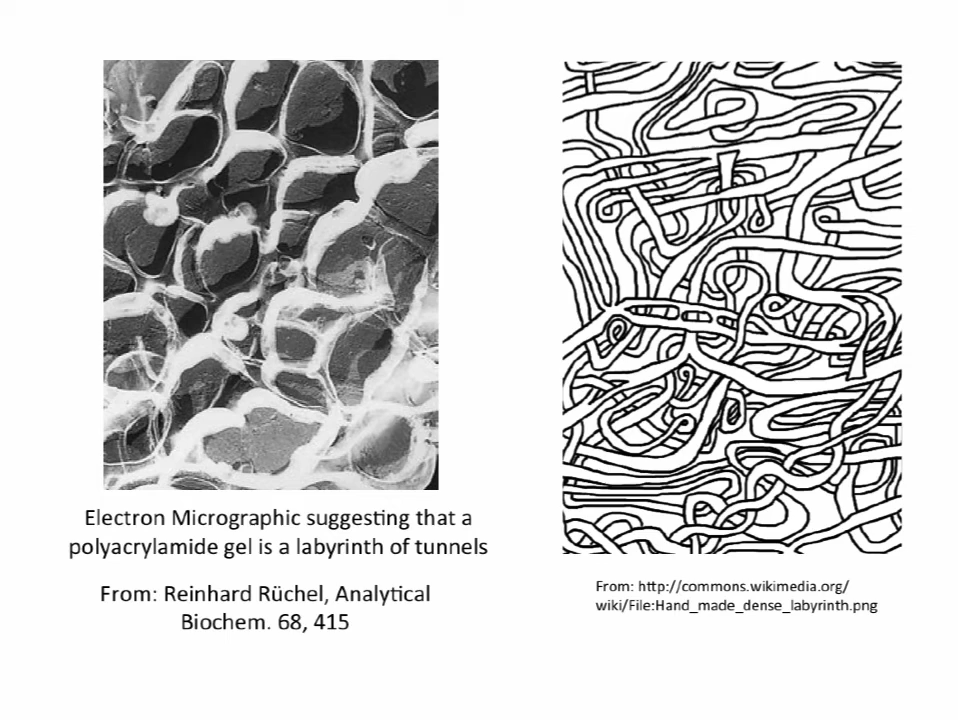 Electron Micrographic suggesting that a
polyacrylamide gel is a labyrinth of tunnels
From: Reinhard Rüchel, Analytical
Biochem. 68, 415
From: http://commons.wikimedia.org/
wiki/File:Hand_made_dense_labyrinth.png